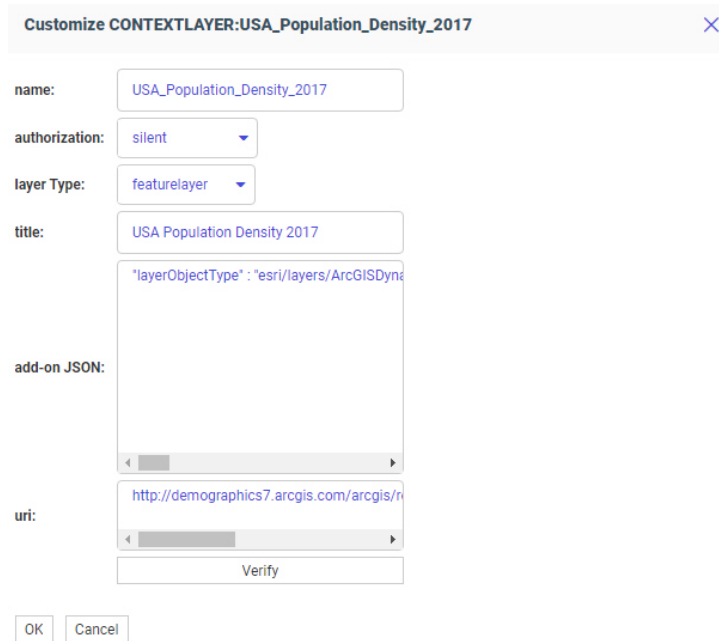 Customize CONTEXTLAYER:USA_Population_Density_2017
name: USA_Population_Density_2017
authorization: silent
layer Type: featurelayer
title: USA Population Density 2017
add-on JSON: "layerObjectType" : "esri/layers/ArcGISDyna
uri: http://demographics7.arcgis.com/arcgis/r
Verify
OK Cancel